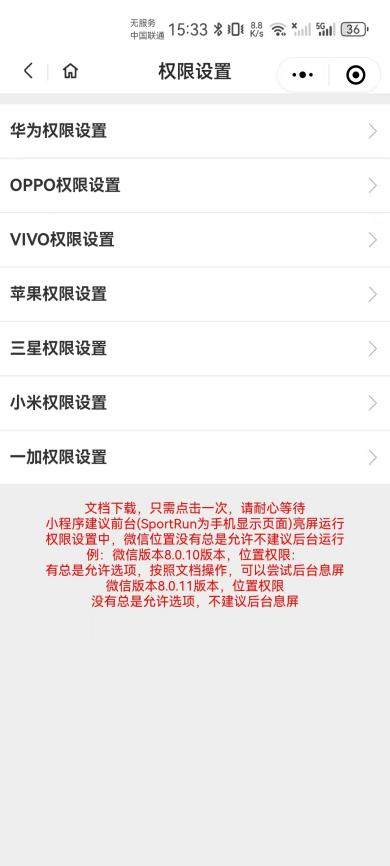 无服务
中国联通
15:33
8.8
K/s
5G
36
权限设置
华为权限设置
OPPO权限设置
VIVO权限设置
苹果权限设置
三星权限设置
小米权限设置
一加权限设置
文档下载，只需点击一次，请耐心等待
小程序建议前台(SportRun为手机显示页面)亮屏运行
权限设置中，微信位置没有总是允许不建议后台运行
例：微信版本8.0.10版本，位置权限：
有总是允许选项，按照文档操作，可以尝试后台息屏
微信版本8.0.11版本，位置权限
没有总是允许选项，不建议后台息屏